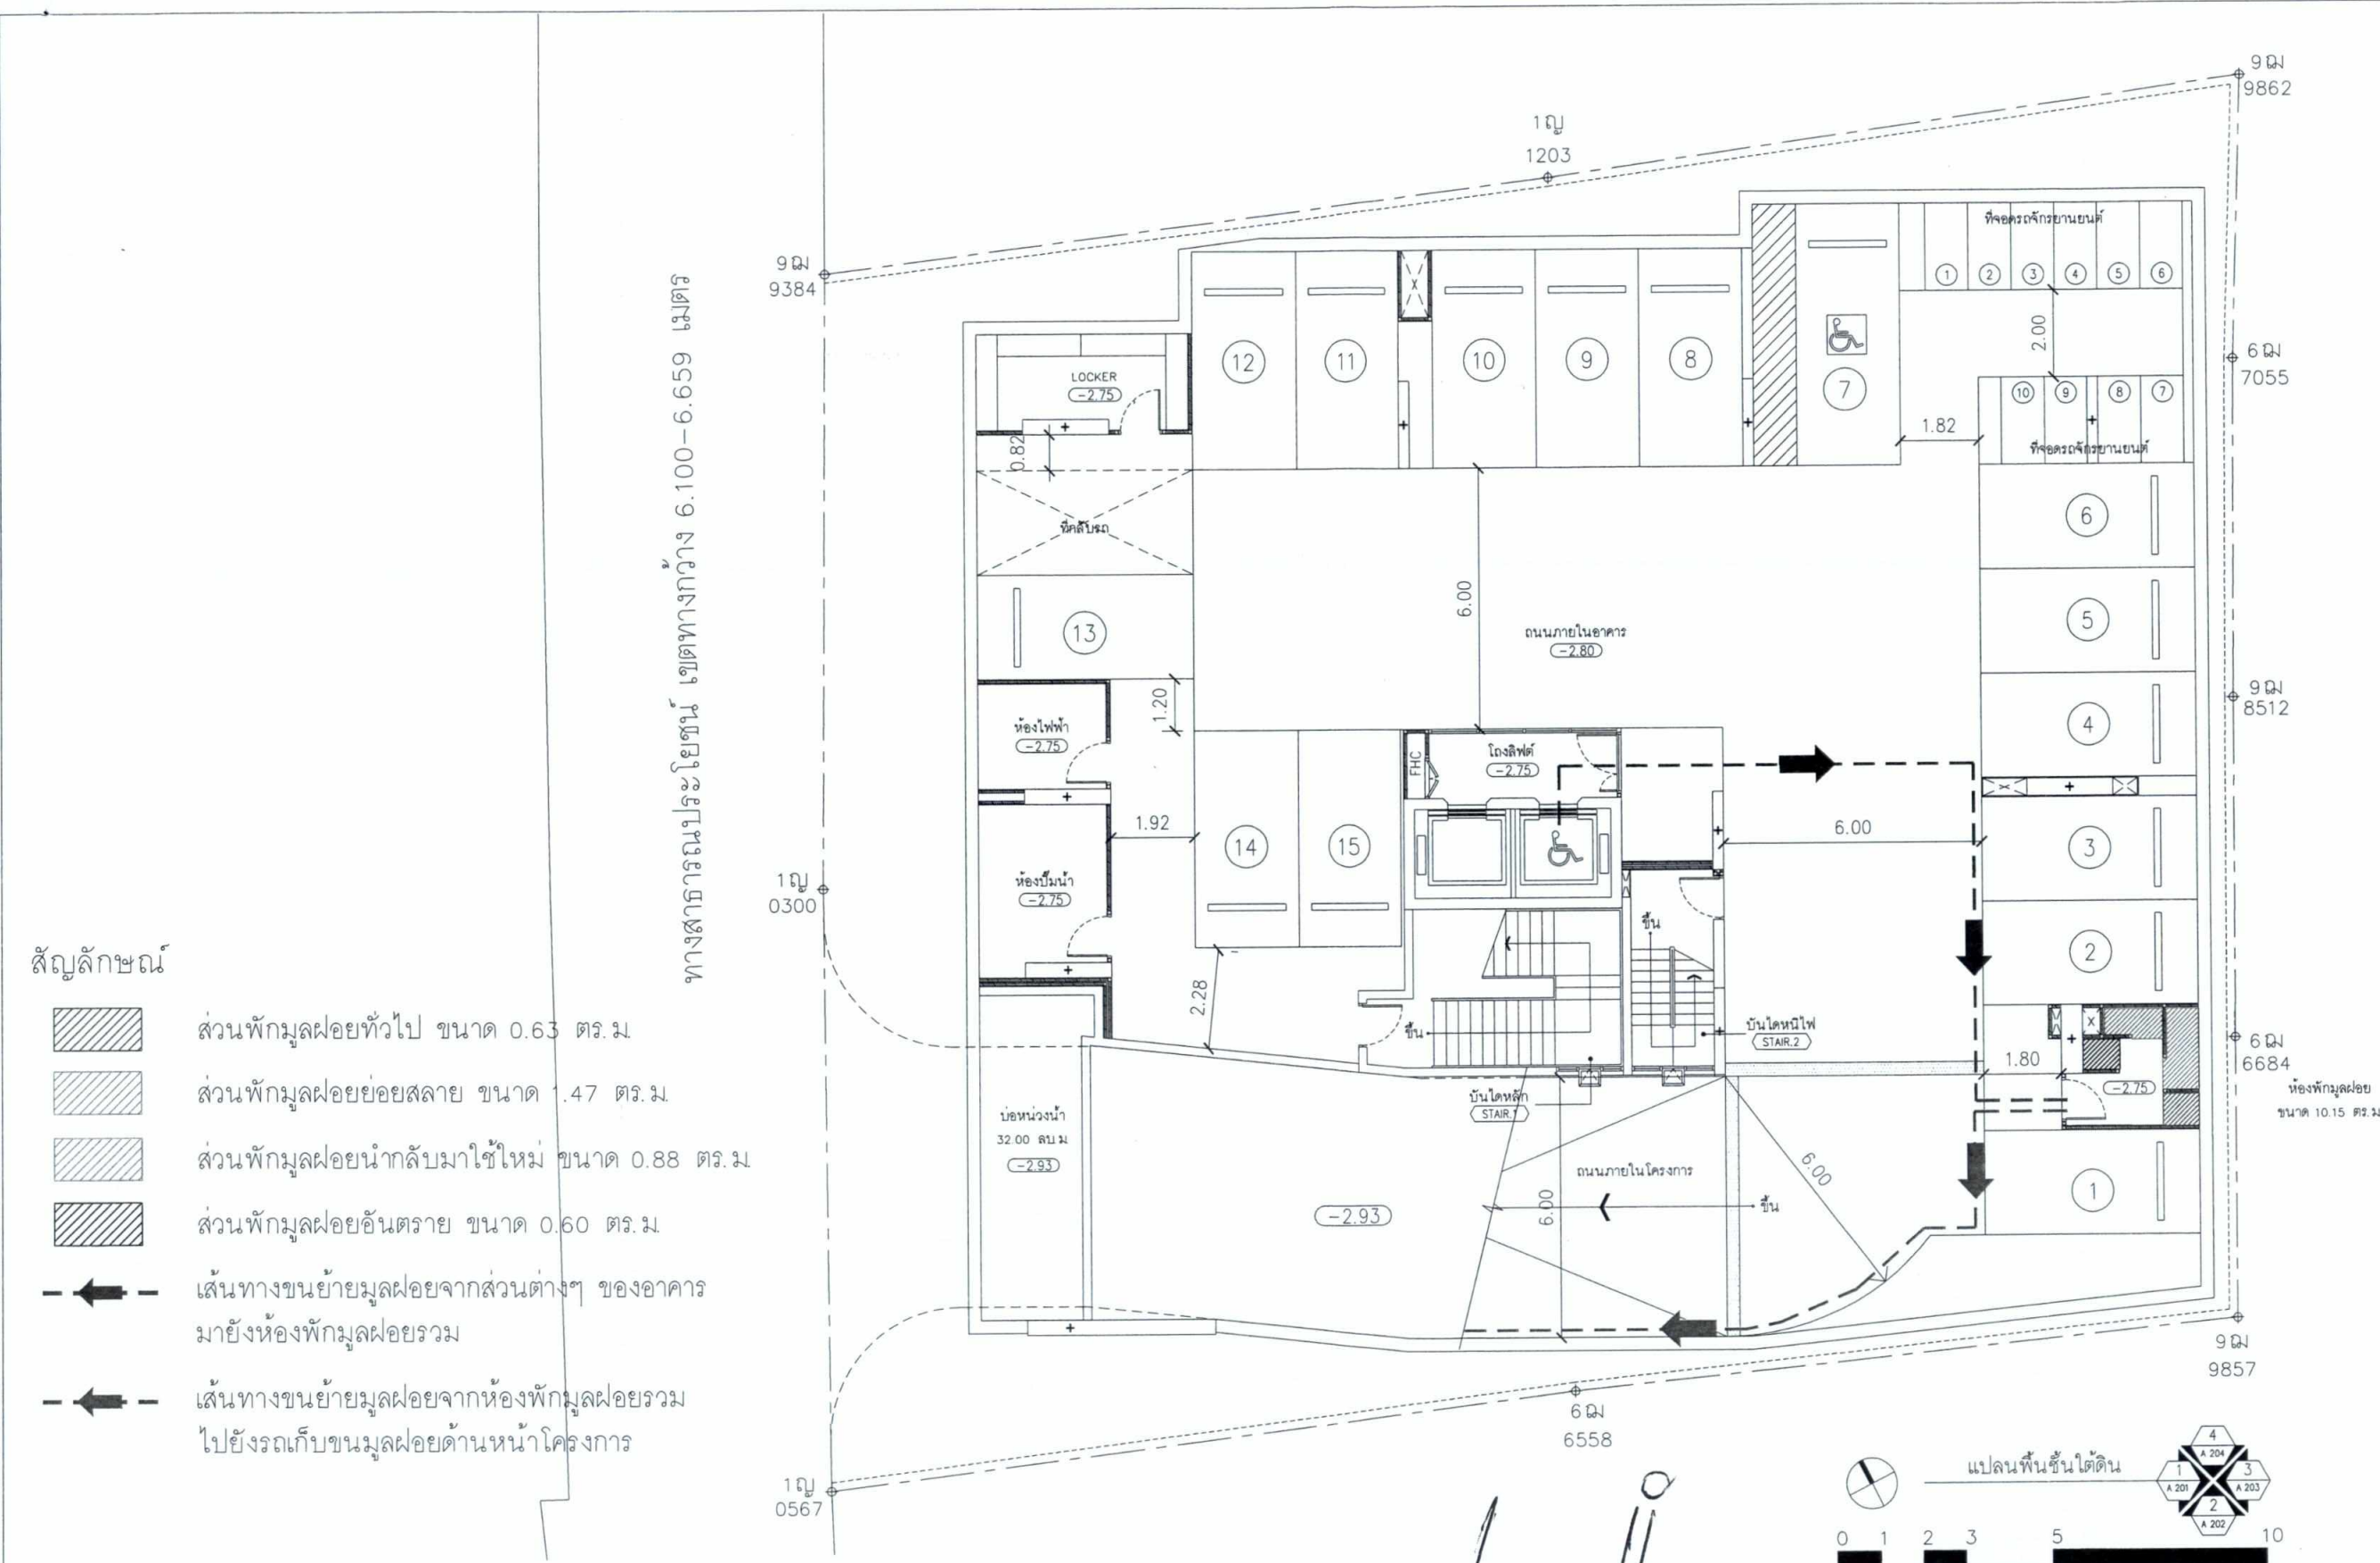 9ฌ
9862
1ญ
1203
9ฌ
9384
ทางสาธารณประโยชน์ เขตทางกว้าง 6.100-6.659 เมตร
ที่จอดรถจักรยานยนต์
1 2 3 4 5 6
2.00
6ฌ
7055
12 11 10 9 8 7
LOCKER
-2.75
0.82
10 9 8 7
1.82
ที่จอดรถจักรยานยนต์
6
ที่กลับรถ
6.00
5
13
ถนนภายในอาคาร
-2.80
9ฌ
8512
4
1.20
ห้องไฟฟ้า
-2.75
FHC
โถงลิฟต์
-2.75
1.92
14 15
6.00
3
1ญ
0300
ห้องปั๊มน้ำ
-2.75
2
ขึ้น
2.28
ขึ้น
บันไดหนีไฟ
STAIR.2
1.80
-2.75
6ฌ
6684
ห้องพักมูลฝอย
ขนาด 10.15 ตร.ม
บันไดหลัก
STAIR.1
บ่อหน่วงน้ำ
32.00 ลบ.ม
-2.93
ถนนภายในโครงการ
6.00
6.00
1
ขึ้น
-2.93
9ฌ
9857
6ฌ
6558
1ญ
0567
สัญลักษณ์
ส่วนพักมูลฝอยทั่วไป ขนาด 0.63 ตร.ม.
ส่วนพักมูลฝอยย่อยสลาย ขนาด 1.47 ตร.ม.
ส่วนพักมูลฝอยนำกลับมาใช้ใหม่ ขนาด 0.88 ตร.ม.
ส่วนพักมูลฝอยอันตราย ขนาด 0.60 ตร.ม.
เส้นทางขนย้ายมูลฝอยจากส่วนต่างๆ ของอาคาร
มายังห้องพักมูลฝอยรวม
เส้นทางขนย้ายมูลฝอยจากห้องพักมูลฝอยรวม
ไปยังรถเก็บขนมูลฝอยด้านหน้าโครงการ
แปลนพื้นชั้นใต้ดิน
4
A 204
1
A 201
3
A 203
2
A 202
0 1 2 3 5 10